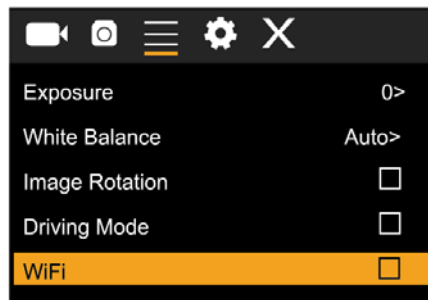 Exposure 0>
White Balance Auto>
Image Rotation
Driving Mode
WiFi